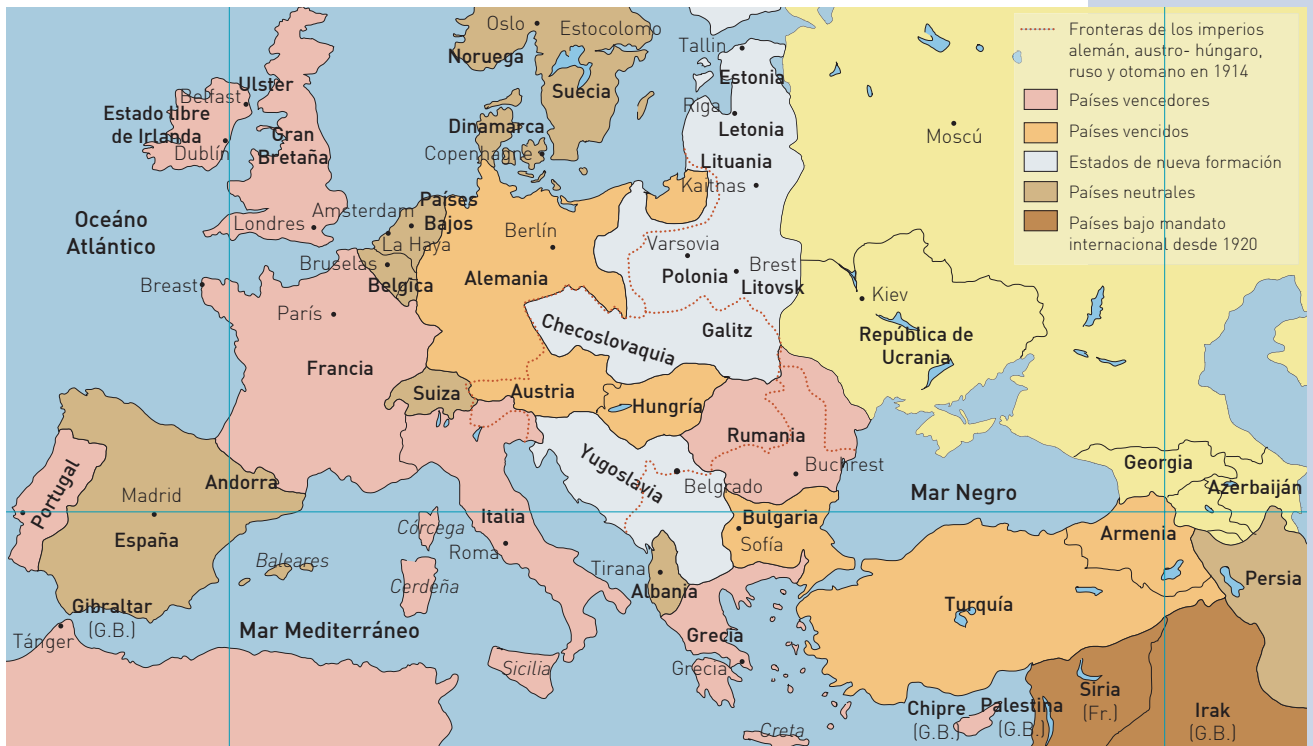 Oslo
Noruega
Estocolomo
Suecia
Tallin
Estonia
Riga
Letonia
Lituania
Kaithas
Fronteras de los imperios
alemán, austro- húngaro,
ruso y otomano en 1914
Países vencedores
Países vencidos
Estados de nueva formación
Países neutrales
Países bajo mandato
internacional desde 1920
Moscú
Ulster
Belfast
Estado libre
de Irlanda
Dublín
Gran
Bretaña
Londres
Dinamarca
Copenhague
Oceáno
Atlántico
Países
Bajos
Amsterdam
La Haya
Bruselas
Belgica
Berlín
Alemania
Varsovia
Polonia
Brest
Litovsk
Kiev
República de
Ucrania
Breast
París
Francia
Checoslovaquia
Galitz
Suiza
Austria
Hungría
Rumania
Buchrest
Yugoslavia
Belgrado
Mar Negro
Georgia
Azerbaiján
Armenia
Persia
Portugal
Madrid
España
Andorra
Baleares
Gibraltar
(G.B.)
Tánger
Mar Mediterráneo
Córcega
Cerdeña
Italia
Roma
Sicilia
Bulgaria
Sofía
Tirana
Albania
Grecia
Grecia
Creta
Turquía
Chipre
(G.B.)
Palestina
(G.B.)
Siria
(Fr.)
Irak
(G.B.)